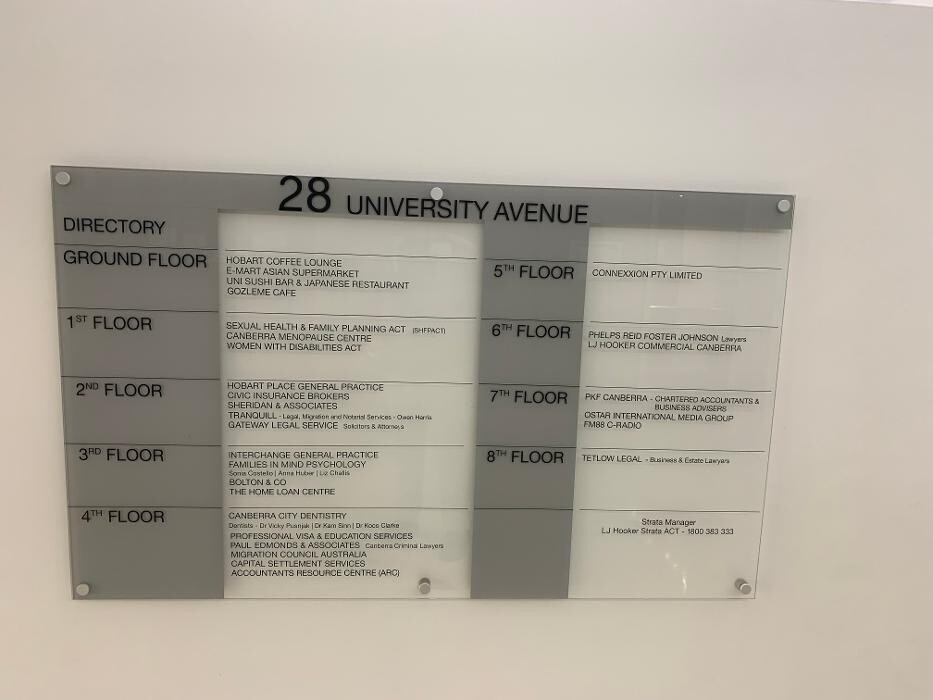 28 UNIVERSITY AVENUE
DIRECTORY
GROUND FLOOR
HOBART COFFEE LOUNGE
E-MART ASIAN SUPERMARKET
UNI SUSHI BAR & JAPANESE RESTAURANT
GOZLEME CAFE
1ST FLOOR
SEXUAL HEALTH & FAMILY PLANNING ACT (SHFPACT)
CANBERRA MENOPAUSE CENTRE
WOMEN WITH DISABILITIES ACT
2ND FLOOR
HOBART PLACE GENERAL PRACTICE
CIVIC INSURANCE BROKERS
SHERIDAN & ASSOCIATES
TRANQUILL - Legal, Migration and Notarial Services - Owen Harris
GATEWAY LEGAL SERVICE Solicitors & Attorneys
3RD FLOOR
INTERCHANGE GENERAL PRACTICE
FAMILIES IN MIND PSYCHOLOGY
Sonia Costello | Anna Huber | Liz Challis
BOLTON & CO
THE HOME LOAN CENTRE
4TH FLOOR
CANBERRA CITY DENTISTRY
Dentists - Dr Vicky Pusnjak | Dr Kam Sinn | Dr Koco Clarke
PROFESSIONAL VISA & EDUCATION SERVICES
PAUL EDMONDS & ASSOCIATES Canberra Criminal Lawyers
MIGRATION COUNCIL AUSTRALIA
CAPITAL SETTLEMENT SERVICES
ACCOUNTANTS RESOURCE CENTRE (ARC)
5TH FLOOR
CONNEXXION PTY LIMITED
6TH FLOOR
PHELPS REID FOSTER JOHNSON Lawyers
LJ HOOKER COMMERCIAL CANBERRA
7TH FLOOR
PKF CANBERRA - CHARTERED ACCOUNTANTS &
BUSINESS ADVISERS
OSTAR INTERNATIONAL MEDIA GROUP
FM88 C-RADIO
8TH FLOOR
TETLOW LEGAL - Business & Estate Lawyers
Strata Manager
LJ Hooker Strata ACT - 1800 383 333